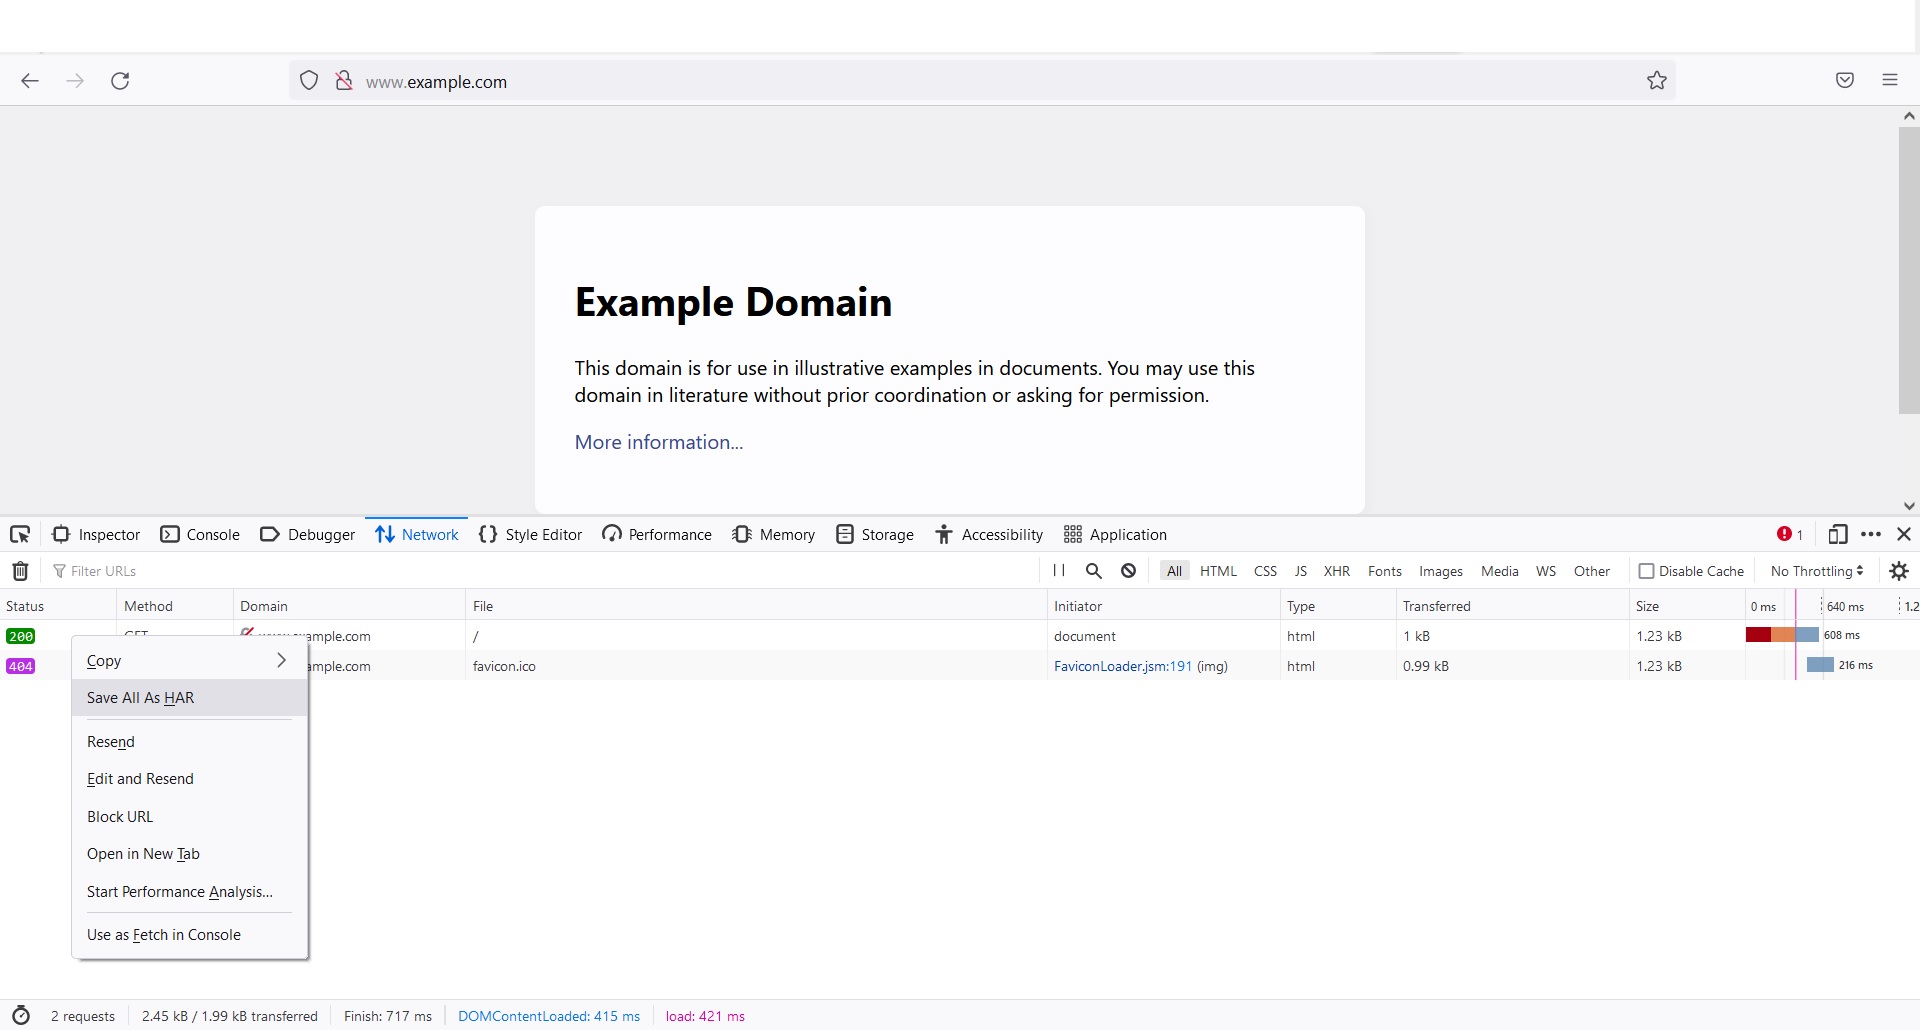 www.example.com
Example Domain
This domain is for use in illustrative examples in documents. You may use this
domain in literature without prior coordination or asking for permission.
More information...
Inspector Console Debugger Network Style Editor Performance Memory Storage Accessibility Application 1
Filter URLs All HTML CSS JS XHR Fonts Images Media WS Other Disable Cache No Throttling
Status Method Domain File Initiator Type Transferred Size 0 ms 640 ms 1.2
200 GET www.example.com / document html 1 kB 1.23 kB 608 ms
404 ample.com favicon.ico FaviconLoader.jsm:191 (img) html 0.99 kB 1.23 kB 216 ms
Copy
Save All As HAR
Resend
Edit and Resend
Block URL
Open in New Tab
Start Performance Analysis...
Use as Fetch in Console
2 requests 2.45 kB / 1.99 kB transferred Finish: 717 ms DOMContentLoaded: 415 ms load: 421 ms